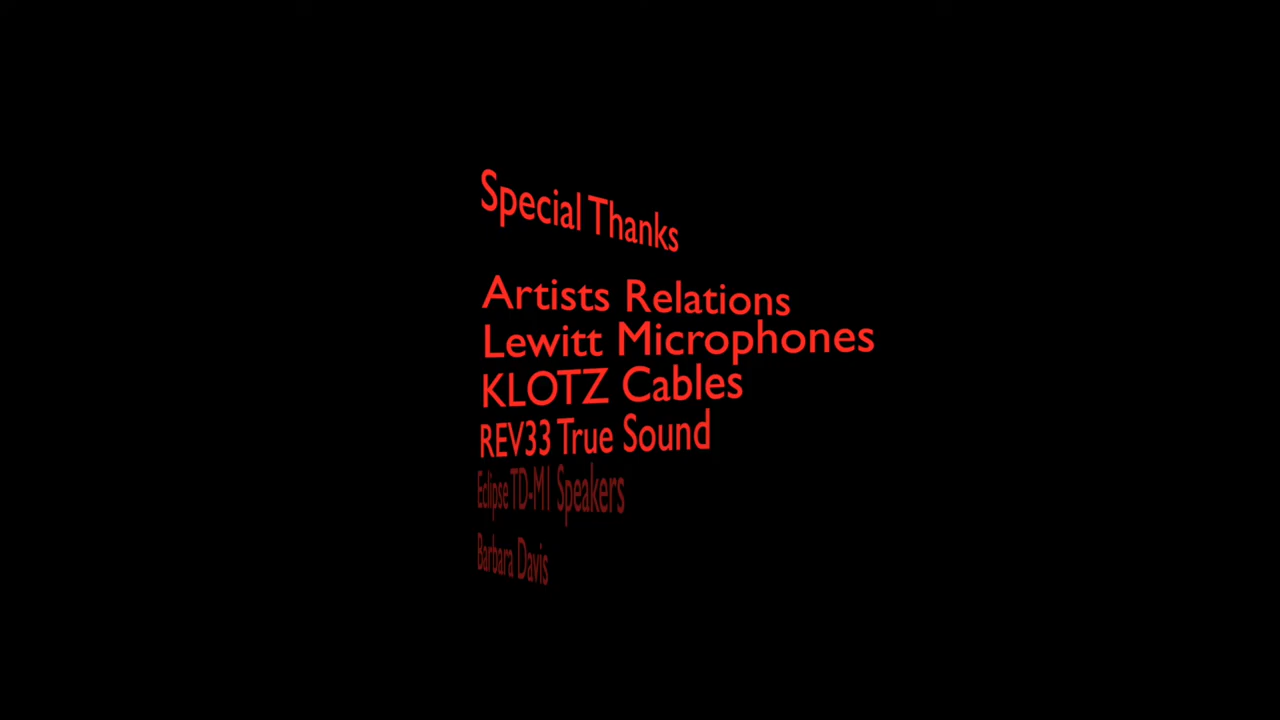 Special Thanks
Artists Relations
Lewitt Microphones
KLOTZ Cables
REV33 True Sound
Eclipse TD-M1 Speakers
Barbara Davis